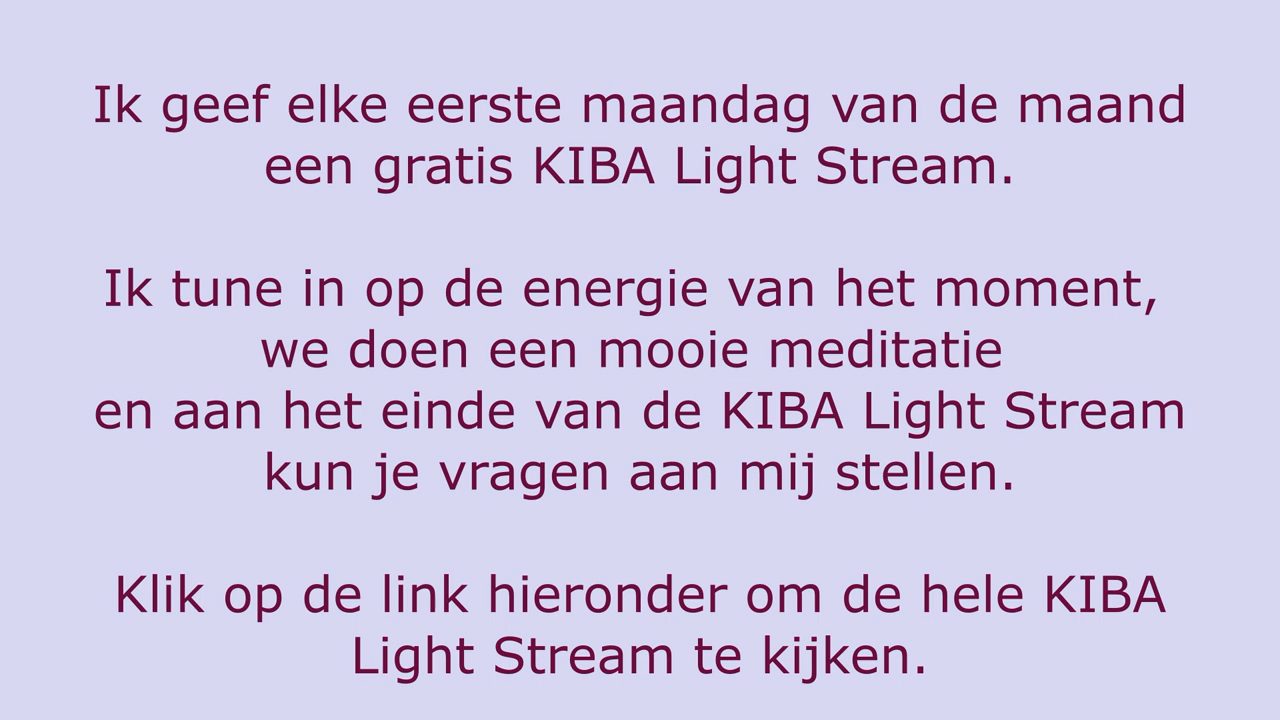 Ik geef elke eerste maandag van de maand
een gratis KIBA Light Stream.
Ik tune in op de energie van het moment,
we doen een mooie meditatie
en aan het einde van de KIBA Light Stream
kun je vragen aan mij stellen.
Klik op de link hieronder om de hele KIBA
Light Stream te kijken.